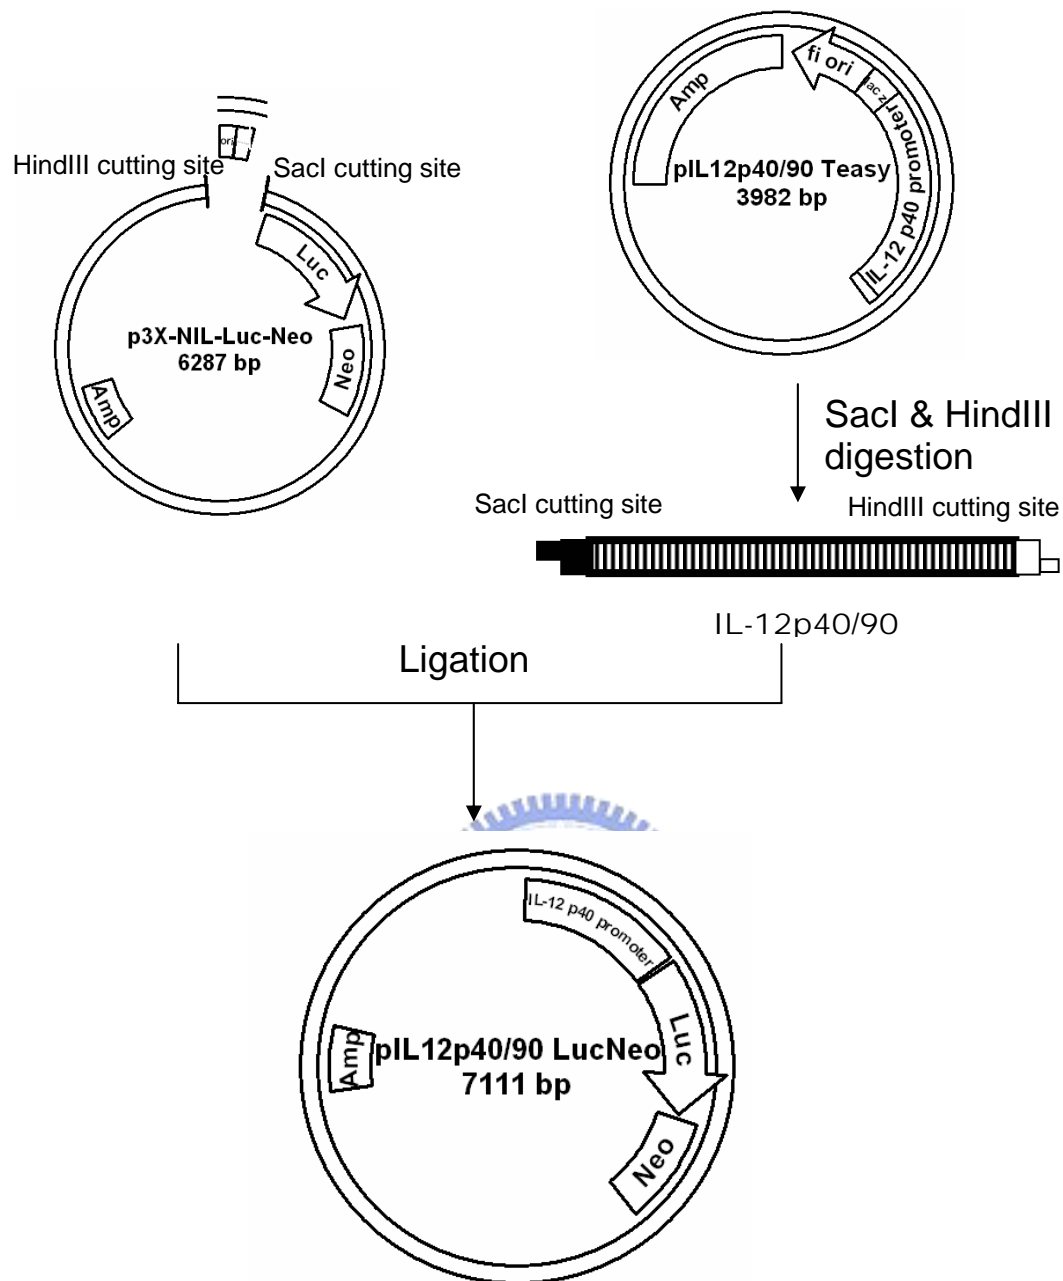 fi ori
lac z
IL-12 p40 promoter
Amp
pIL12p40/90 Teasy
3982 bp
ori
HindIII cutting site
SacI cutting site
Luc
Neo
Amp
p3X-NIL-Luc-Neo
6287 bp
SacI & HindIII
digestion
SacI cutting site
HindIII cutting site
IL-12p40/90
Ligation
IL-12 p40 promoter
Luc
Neo
Amp
pIL12p40/90 LucNeo
7111 bp